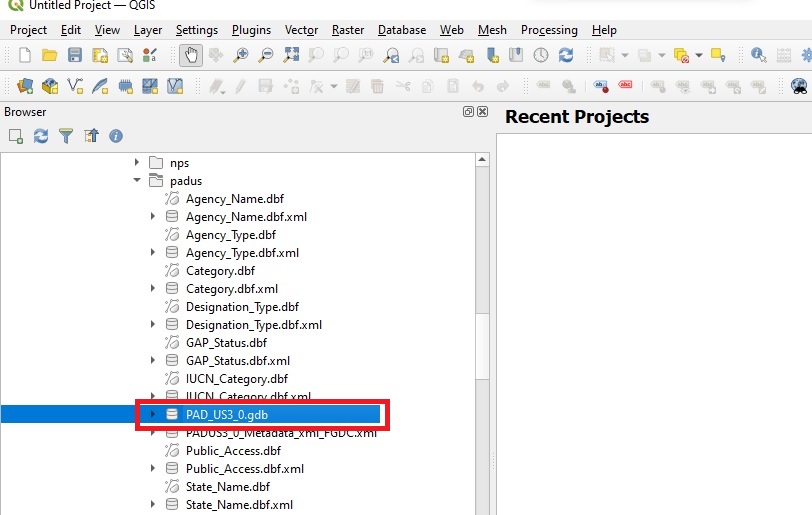 Untitled Project — QGIS
Project Edit View Layer Settings Plugins Vector Raster Database Web Mesh Processing Help
abc abc
Browser
Recent Projects
nps
padus
Agency_Name.dbf
Agency_Name.dbf.xml
Agency_Type.dbf
Agency_Type.dbf.xml
Category.dbf
Category.dbf.xml
Designation_Type.dbf
Designation_Type.dbf.xml
GAP_Status.dbf
GAP_Status.dbf.xml
IUCN_Category.dbf
IUCN_Category.dbf.xml
PAD_US3_0.gdb
PADUS3_0_Metadata_xml_FGDC.xml
Public_Access.dbf
Public_Access.dbf.xml
State_Name.dbf
State_Name.dbf.xml